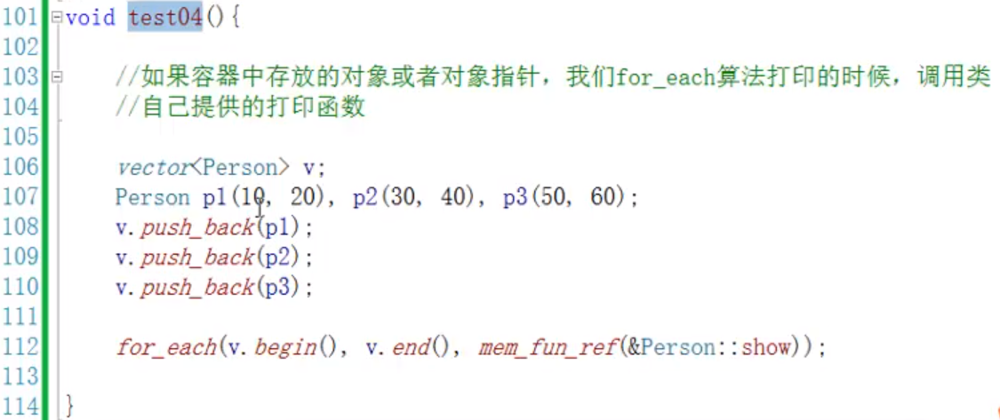 101 void test04(){
102
103 //如果容器中存放的对象或者对象指针，我们for_each算法打印的时候，调用类
104 //自己提供的打印函数
105
106 vector<Person> v;
107 Person p1(10, 20), p2(30, 40), p3(50, 60);
108 v.push_back(p1);
109 v.push_back(p2);
110 v.push_back(p3);
111
112 for_each(v.begin(), v.end(), mem_fun_ref(&Person::show));
113
114 }